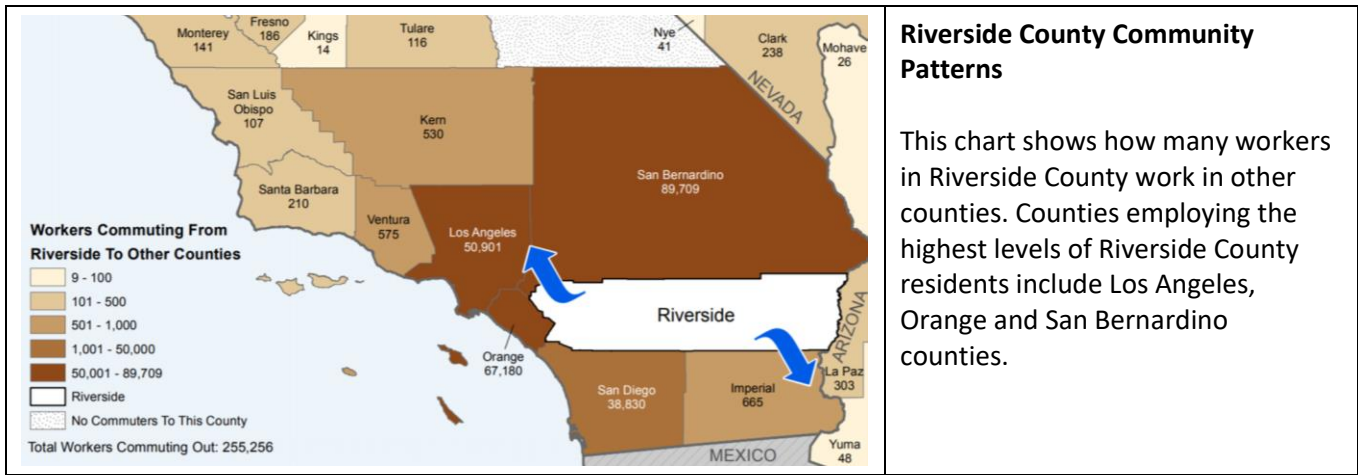 Monterey
141
Fresno
186
Kings
14
Tulare
116
Nye
41
Clark
238
Mohave
26
NEVADA
San Luis
Obispo
107
Kern
530
San Bernardino
89,709
Santa Barbara
210
Ventura
575
Los Angeles
50,901
Workers Commuting From
Riverside To Other Counties
9 - 100
101 - 500
501 - 1,000
1,001 - 50,000
50,001 - 89,709
Riverside
No Commuters To This County
Total Workers Commuting Out: 255,256
Riverside
ARIZONA
Orange
67,180
San Diego
38,830
Imperial
665
La Paz
303
MEXICO
Yuma
48
Riverside County Community
Patterns
This chart shows how many workers
in Riverside County work in other
counties. Counties employing the
highest levels of Riverside County
residents include Los Angeles,
Orange and San Bernardino
counties.